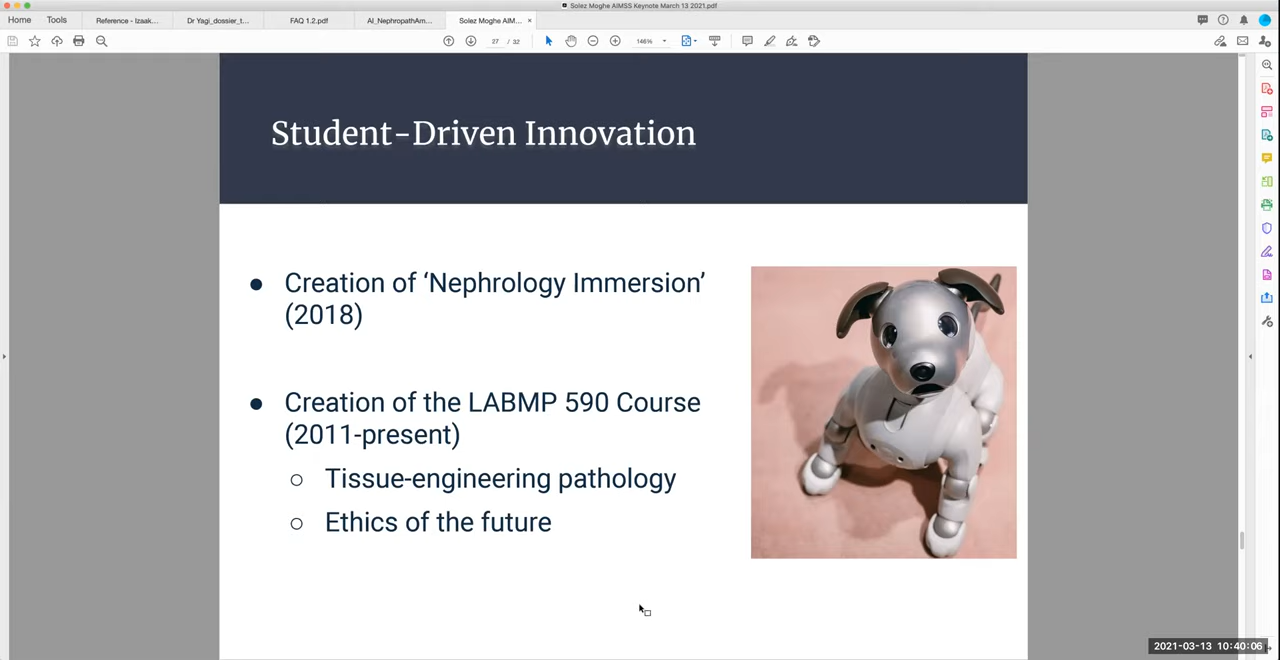 Solez Moghe AIMSS Keynote March 13 2021.pdf
Home Tools Reference - Izaak... Dr Yagi_dossier_t... FAQ 1.2.pdf AI_NephropathAm... Solez Moghe AIM... ×
27 / 32 146%
Student-Driven Innovation
● Creation of ‘Nephrology Immersion’
(2018)
● Creation of the LABMP 590 Course
(2011-present)
○ Tissue-engineering pathology
○ Ethics of the future
2021-03-13 10:40:06